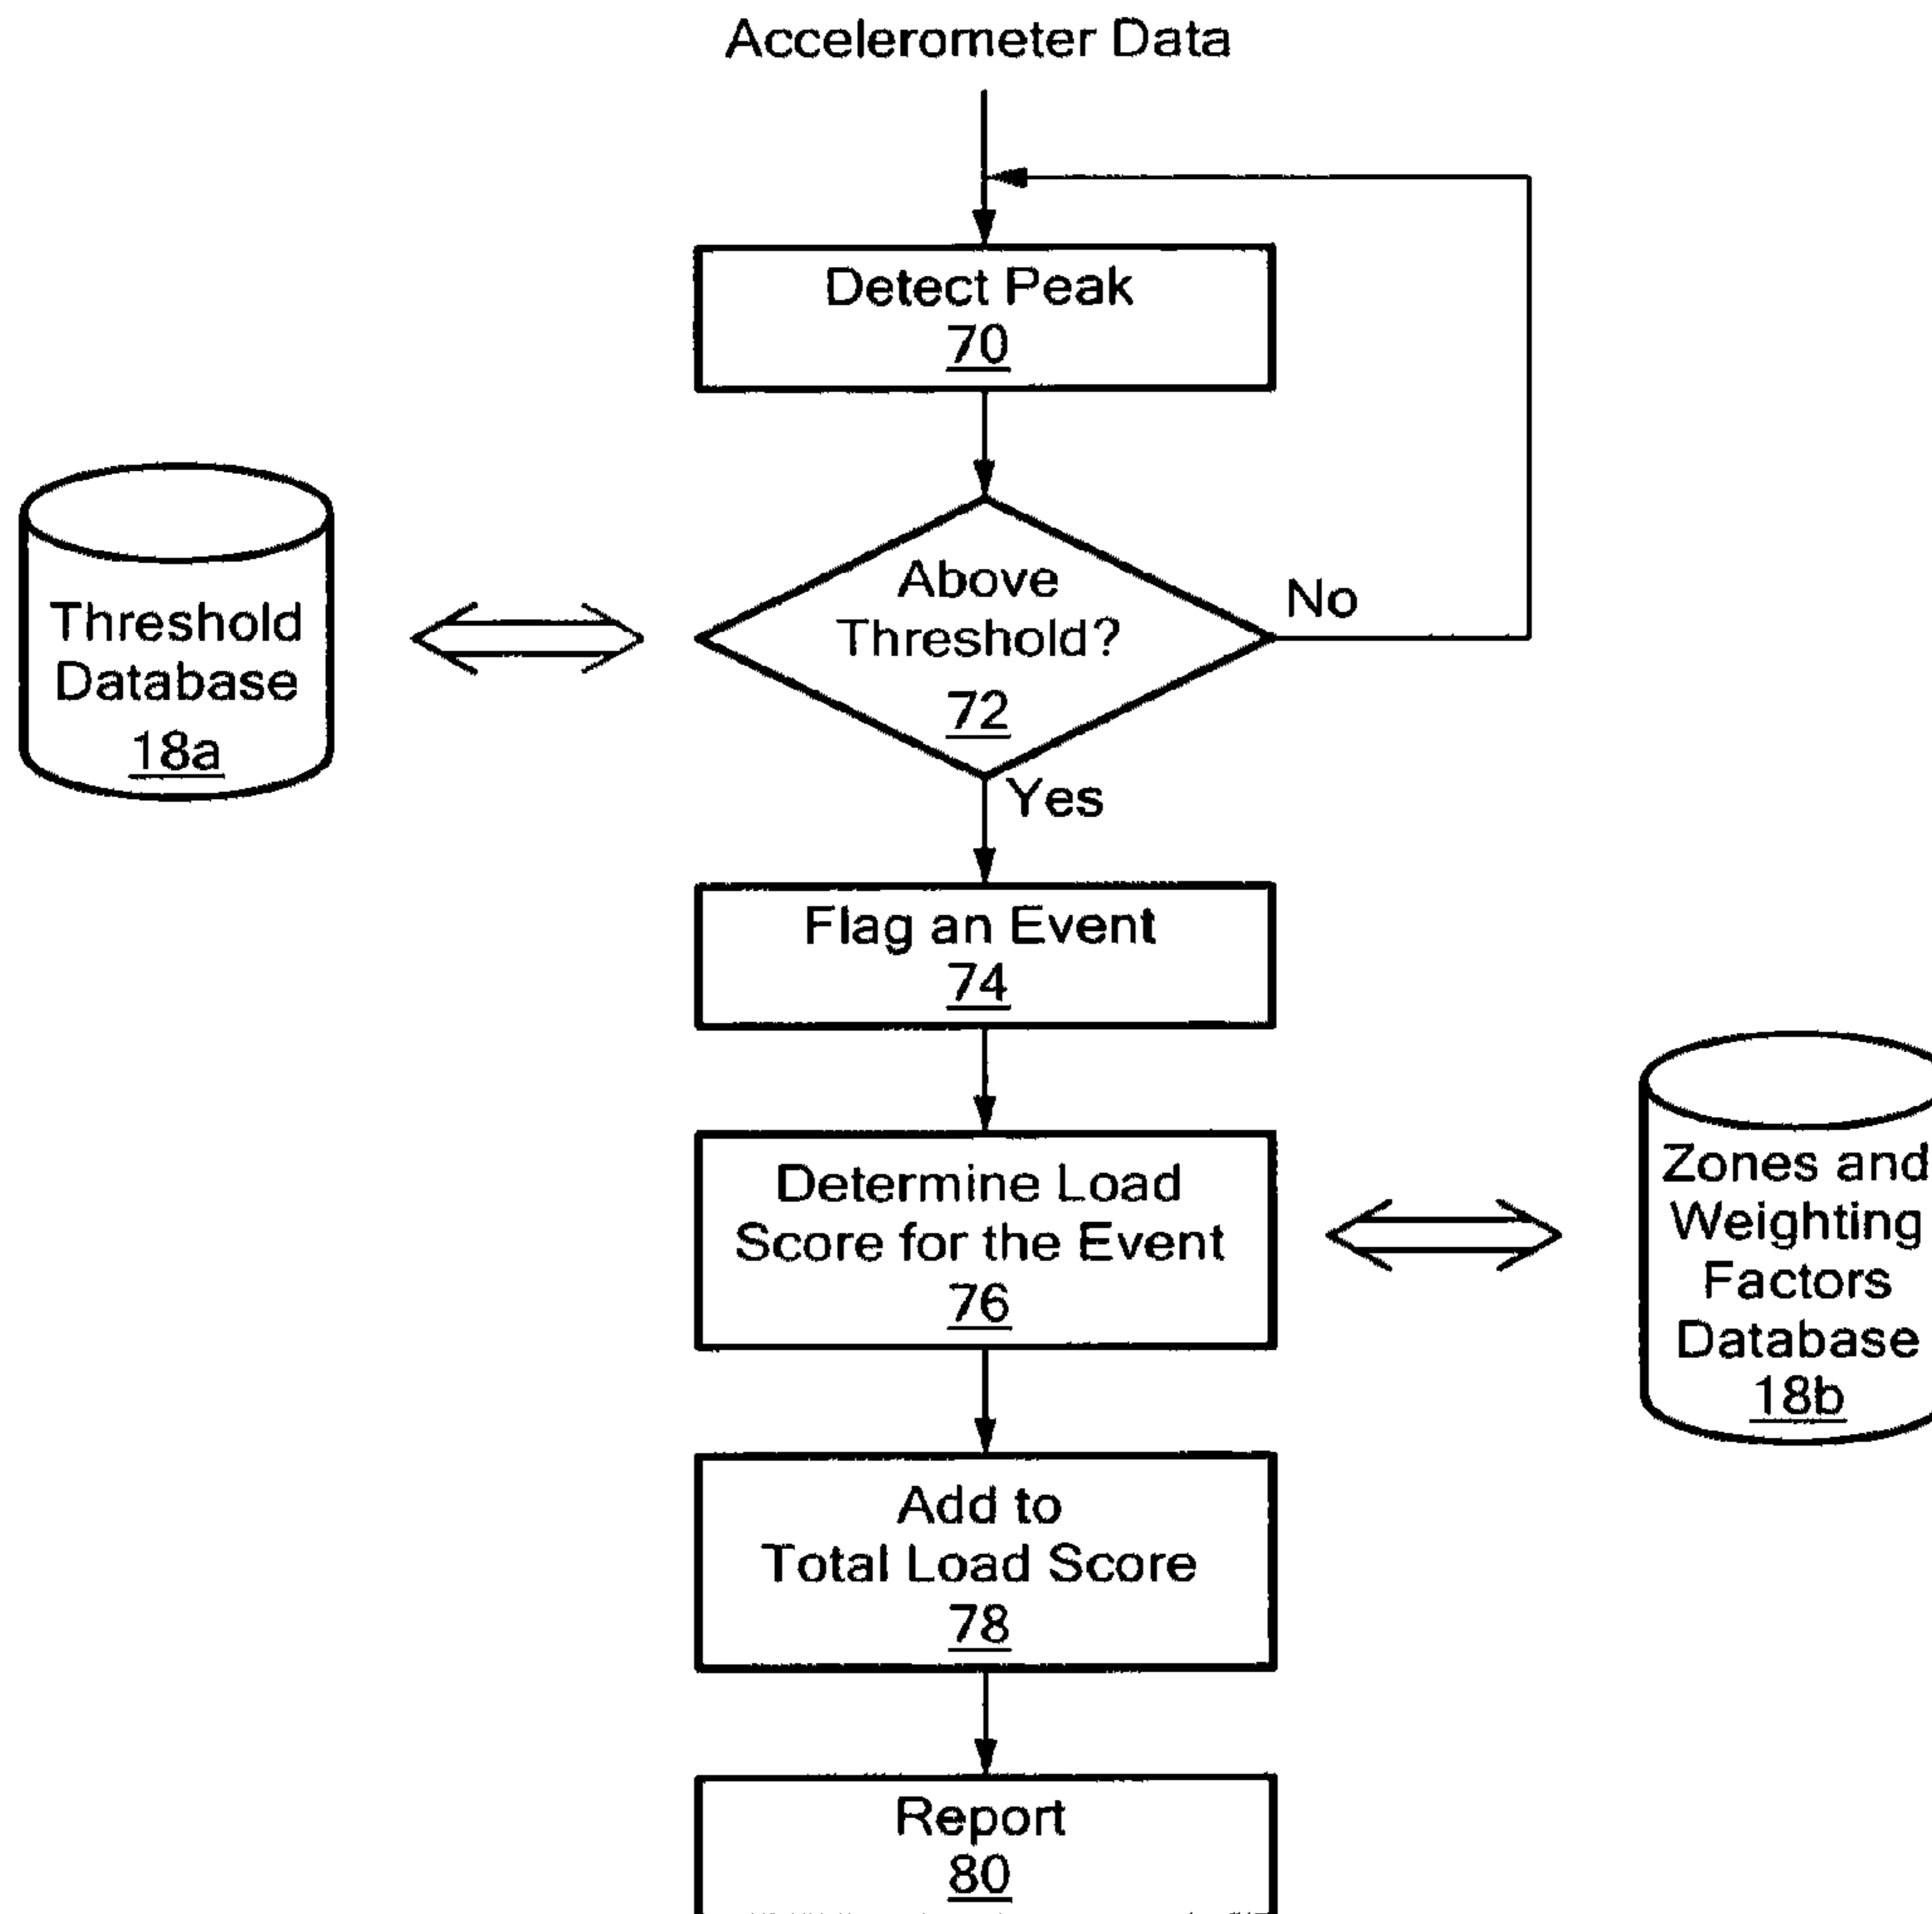 Accelerometer Data
Detect Peak
70
Above
Threshold?
72
No
Yes
Threshold
Database
18a
Flag an Event
74
Determine Load
Score for the Event
76
Zones and
Weighting
Factors
Database
18b
Add to
Total Load Score
78
Report
80